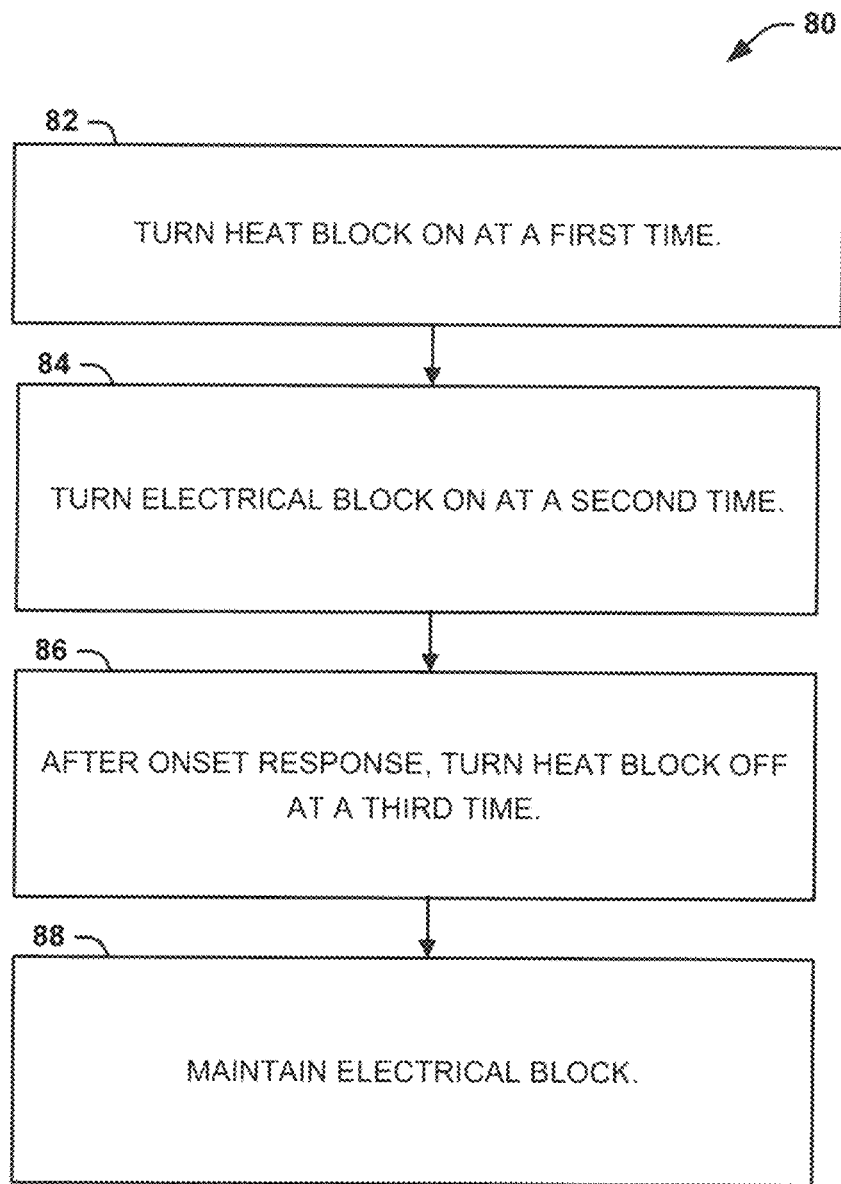 80
82
TURN HEAT BLOCK ON AT A FIRST TIME.
84
TURN ELECTRICAL BLOCK ON AT A SECOND TIME.
86
AFTER ONSET RESPONSE, TURN HEAT BLOCK OFF
AT A THIRD TIME.
88
MAINTAIN ELECTRICAL BLOCK.